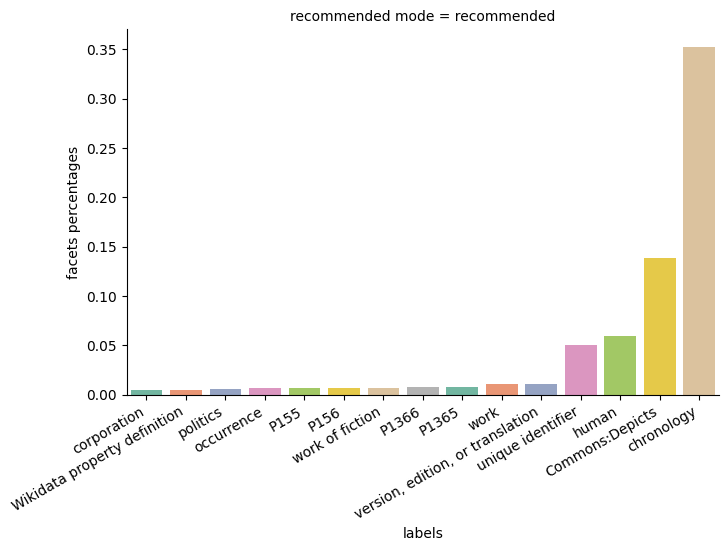 recommended mode = recommended
0.35
0.30
0.25
0.20
0.15
0.10
0.05
0.00
facets percentages
corporation
Wikidata property definition
politics
occurrence
P155
P156
work of fiction
P1366
P1365
work
version, edition, or translation
unique identifier
human
Commons:Depicts
chronology
labels